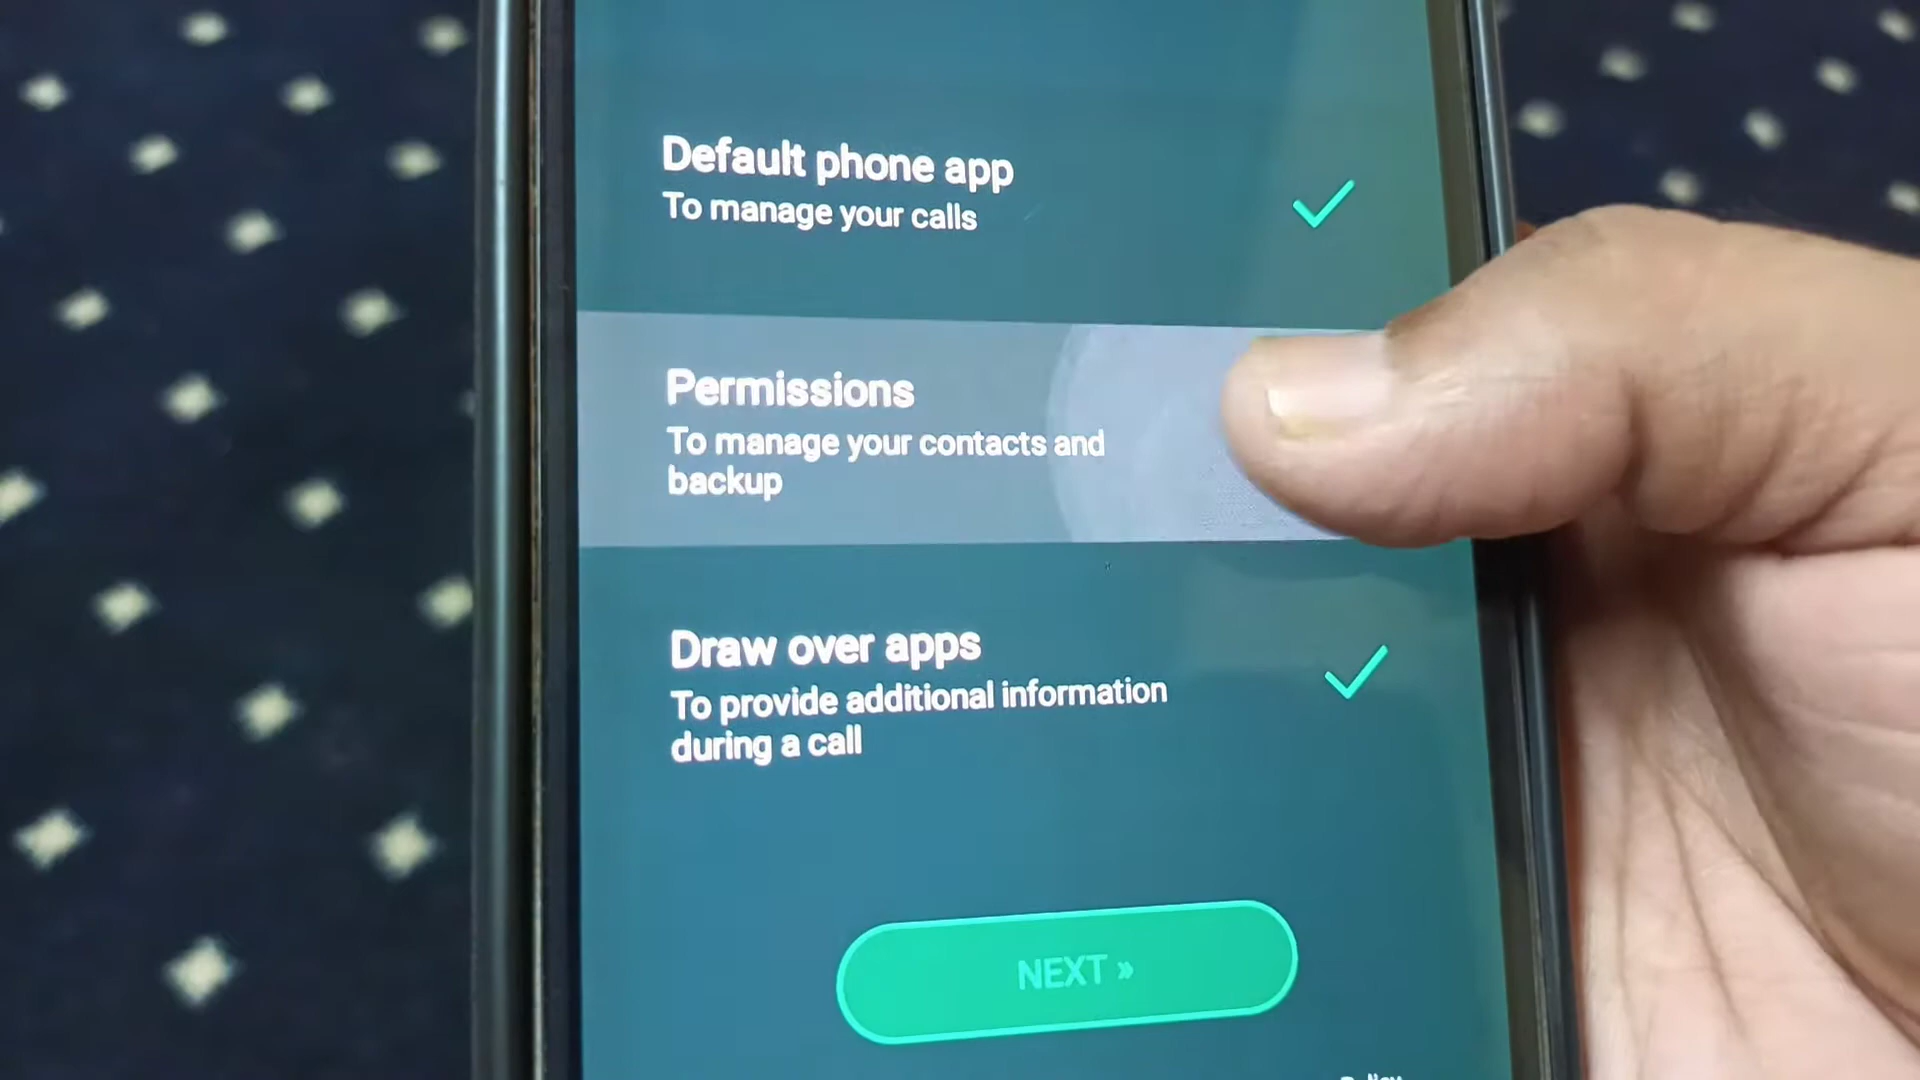 Default phone app
To manage your calls
Permissions
To manage your contacts and
backup
Draw over apps
To provide additional information
during a call
NEXT »